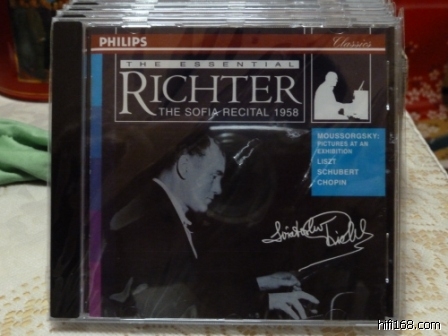 PHILIPS
Classics
THE ESSENTIAL
RICHTER
THE SOFIA RECITAL 1958
MOUSSORGSKY:
PICTURES AT AN
EXHIBITION
LISZT
SCHUBERT
CHOPIN
hifi168.com